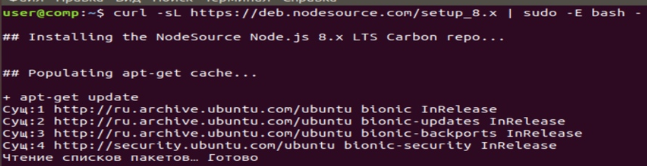 user@comp:~$ curl -sL https://deb.nodesource.com/setup_8.x | sudo -E bash -
## Installing the NodeSource Node.js 8.x LTS Carbon repo...
## Populating apt-get cache...
+ apt-get update
Сущ:1 http://ru.archive.ubuntu.com/ubuntu bionic InRelease
Сущ:2 http://ru.archive.ubuntu.com/ubuntu bionic-updates InRelease
Сущ:3 http://ru.archive.ubuntu.com/ubuntu bionic-backports InRelease
Сущ:4 http://security.ubuntu.com/ubuntu bionic-security InRelease
Чтение списков пакетов… Готово